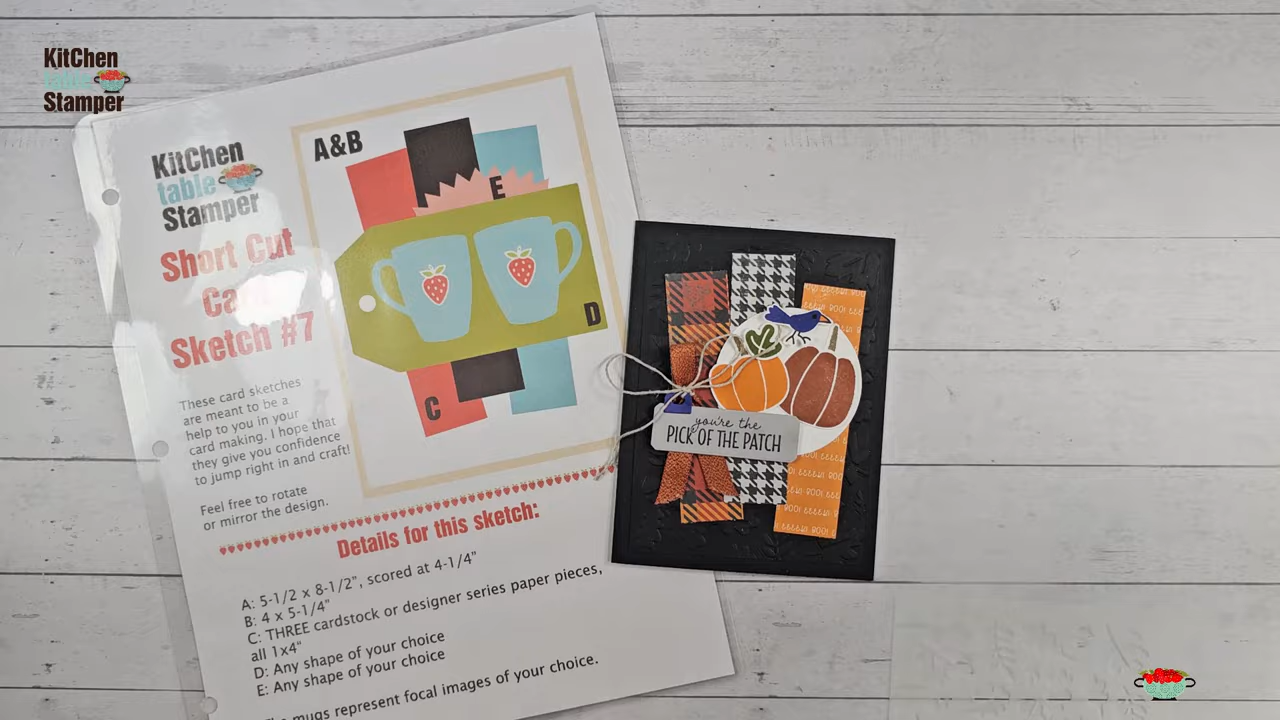 KitChen
table
Stamper
KitChen
table
Stamper
Short Cut
Card
Sketch #7
These card sketches
are meant to be a
help to you in your
card making. I hope that
they give you confidence
to jump right in and craft!
Feel free to rotate
or mirror the design.
A&B
E
D
C
Details for this sketch:
A: 5-1/2 x 8-1/2", scored at 4-1/4"
B: 4 x 5-1/4"
C: THREE cardstock or designer series paper pieces,
all 1x4"
D: Any shape of your choice
E: Any shape of your choice
mugs represent focal images of your choice.
you're the
PICK OF THE PATCH